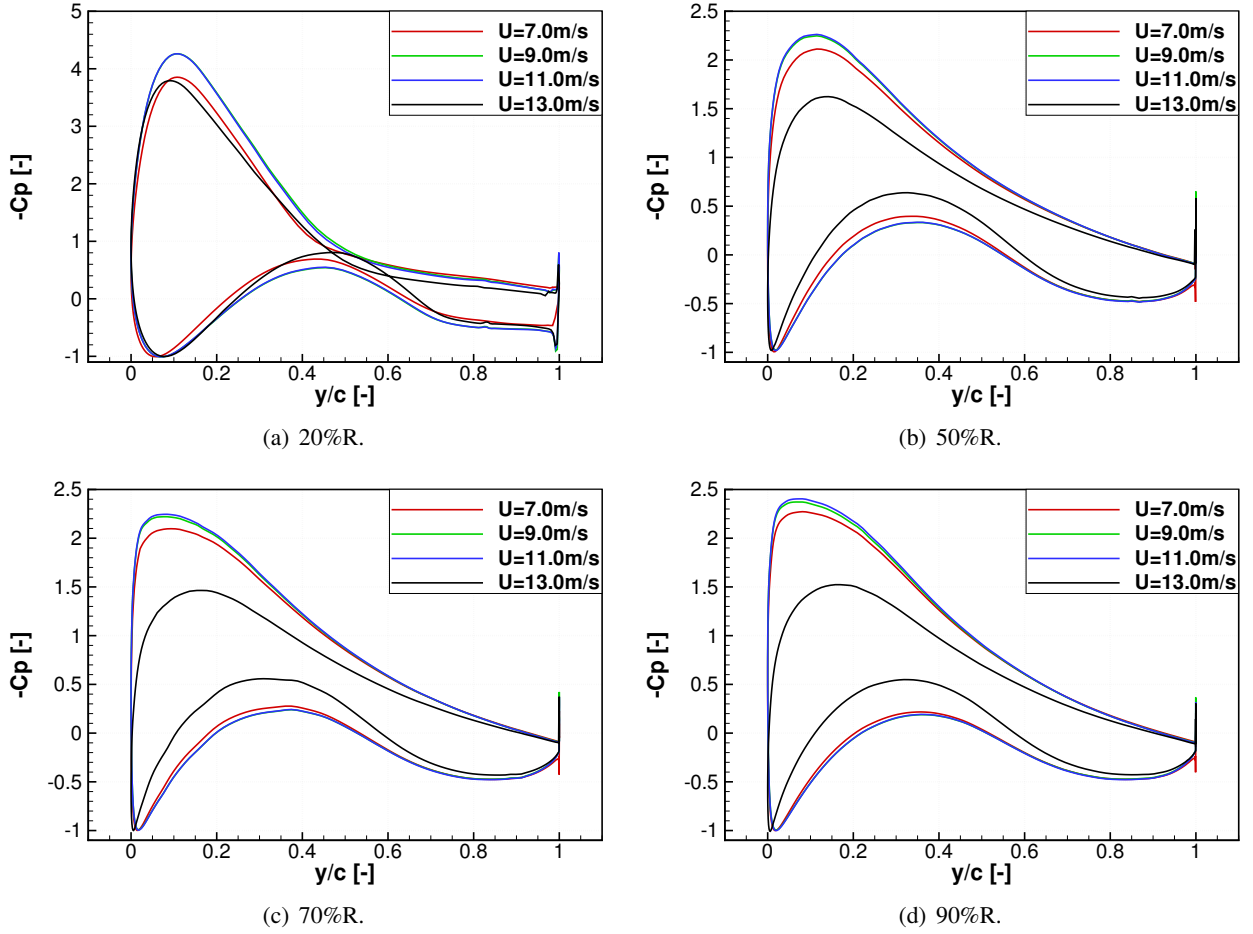 -Cp [-]
5
4
3
2
1
0
-1
0
0.2
0.4
0.6
0.8
1
y/c [-]
U=7.0m/s
U=9.0m/s
U=11.0m/s
U=13.0m/s
(a) 20%R.
-Cp [-]
2.5
2
1.5
1
0.5
0
-0.5
-1
0
0.2
0.4
0.6
0.8
1
y/c [-]
U=7.0m/s
U=9.0m/s
U=11.0m/s
U=13.0m/s
(b) 50%R.
-Cp [-]
2.5
2
1.5
1
0.5
0
-0.5
-1
0
0.2
0.4
0.6
0.8
1
y/c [-]
U=7.0m/s
U=9.0m/s
U=11.0m/s
U=13.0m/s
(c) 70%R.
-Cp [-]
2.5
2
1.5
1
0.5
0
-0.5
-1
0
0.2
0.4
0.6
0.8
1
y/c [-]
U=7.0m/s
U=9.0m/s
U=11.0m/s
U=13.0m/s
(d) 90%R.